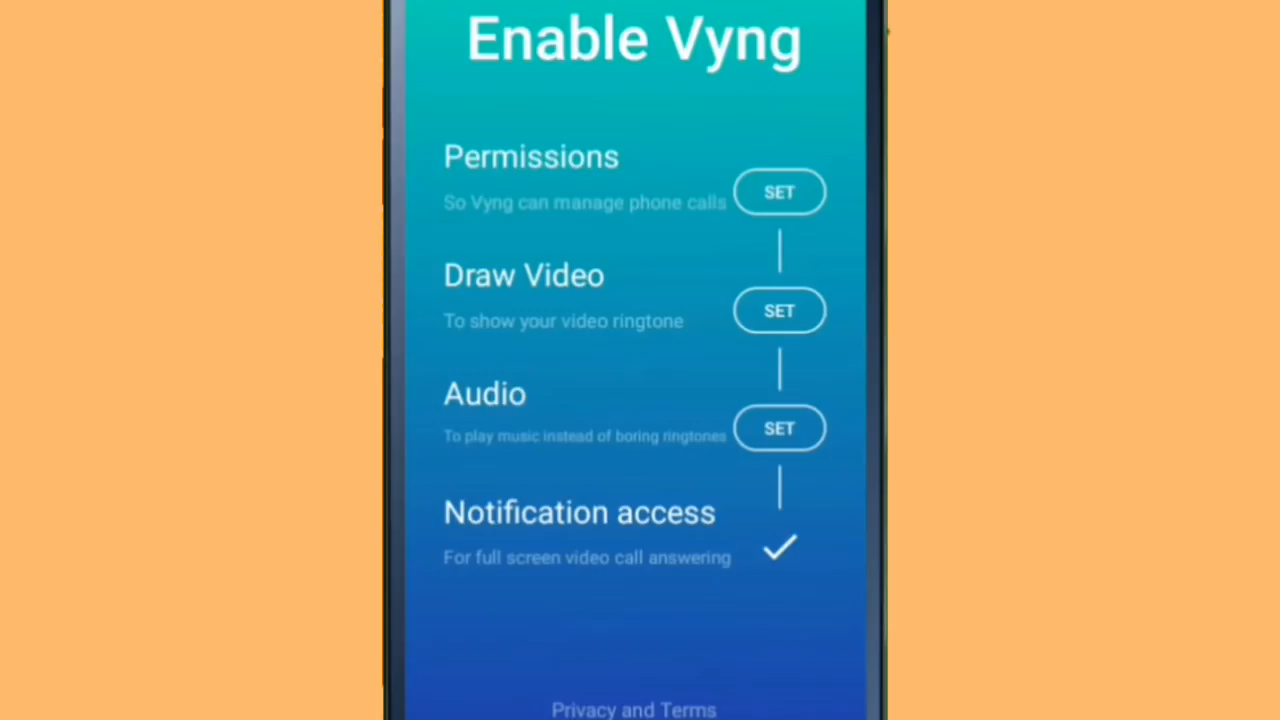 Enable Vyng
Permissions
So Vyng can manage phone calls
SET
Draw Video
To show your video ringtone
SET
Audio
To play music instead of boring ringtones
SET
Notification access
For full screen video call answering
Privacy and Terms